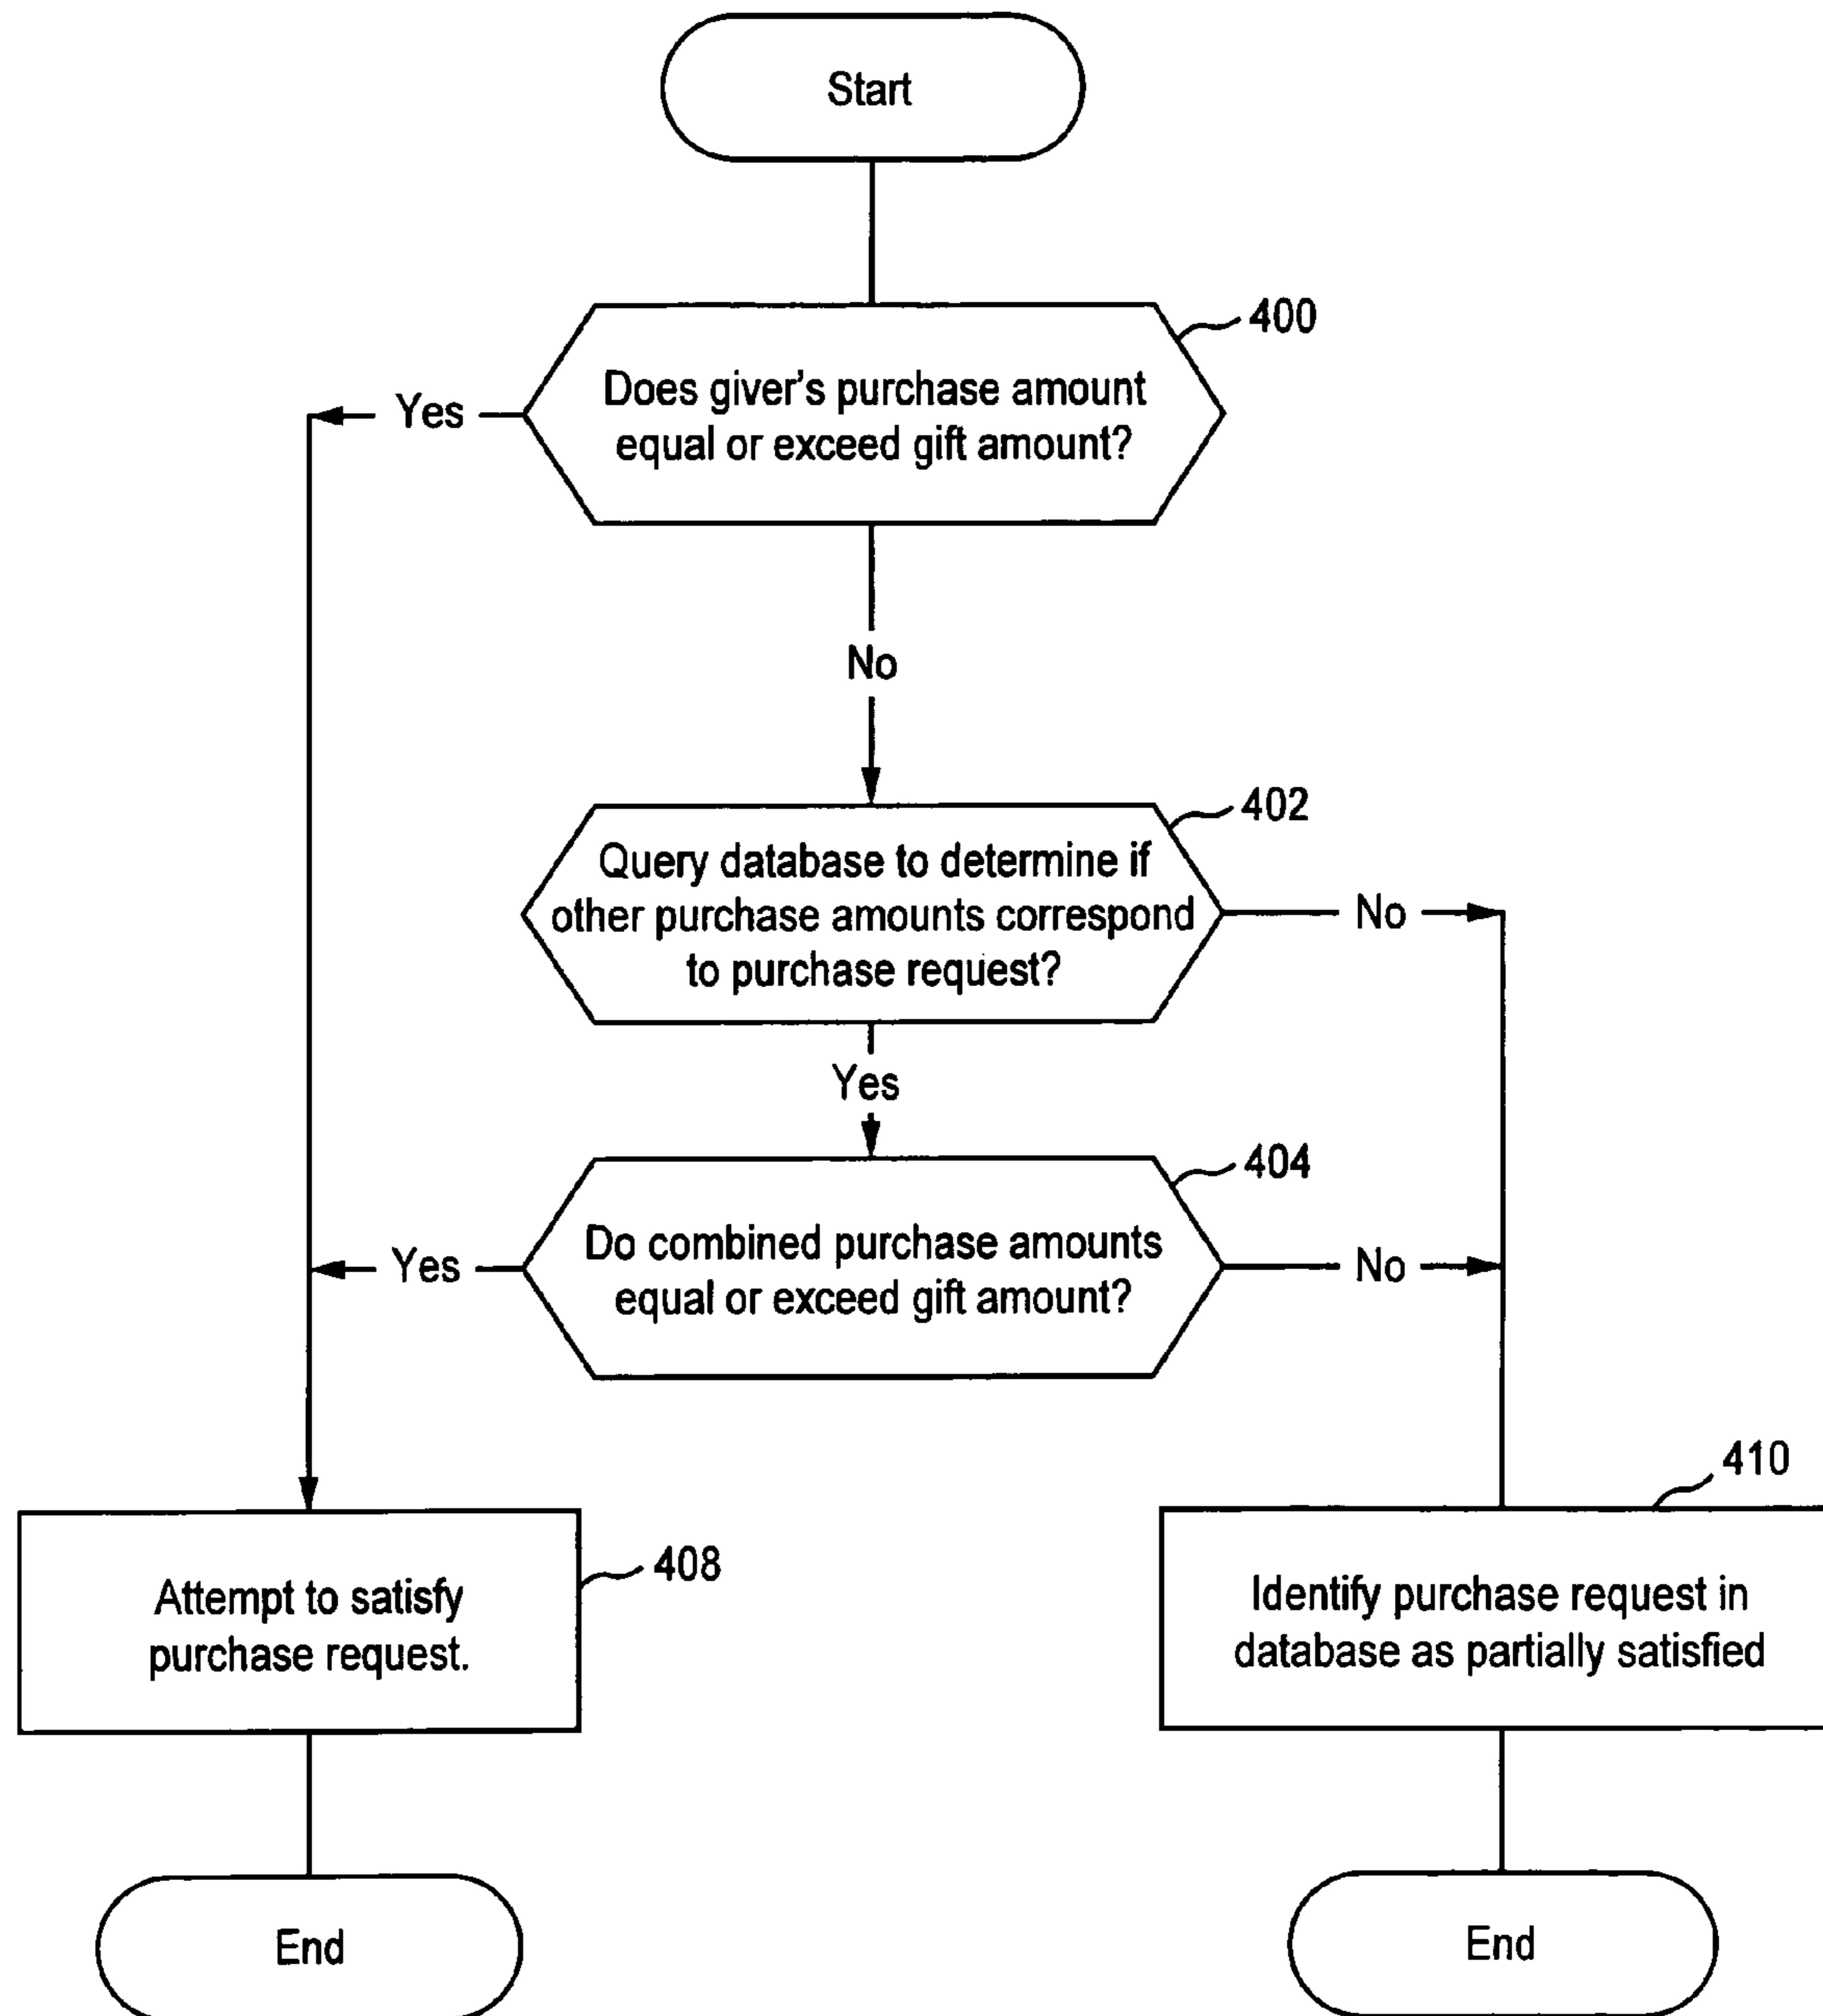 Start
400
Does giver's purchase amount
equal or exceed gift amount?
Yes
No
402
Query database to determine if
other purchase amounts correspond
to purchase request?
No
Yes
404
Do combined purchase amounts
equal or exceed gift amount?
Yes
No
408
Attempt to satisfy
purchase request.
410
Identify purchase request in
database as partially satisfied
End
End